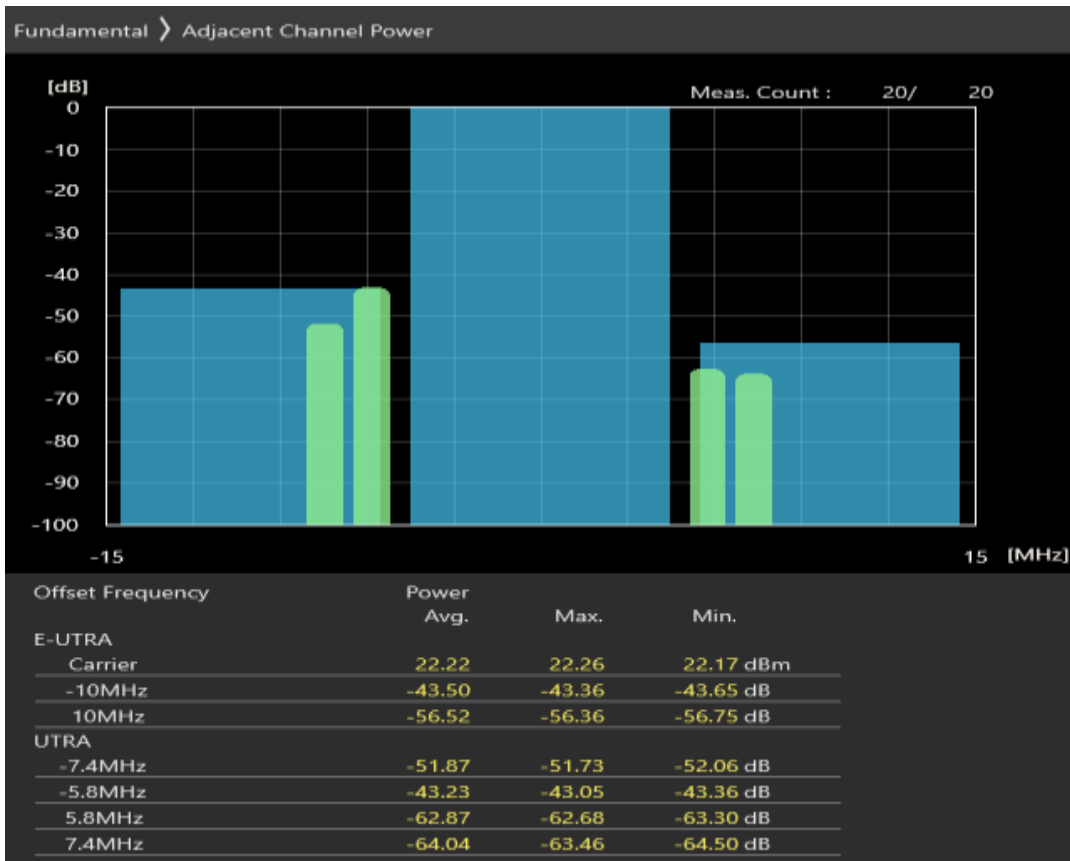 Fundamental 〉 Adjacent Channel Power
[dB]
Meas. Count : 20/ 20
0
-10
-20
-30
-40
-50
-60
-70
-80
-90
-100
-15 15 [MHz]
Offset Frequency Power
Avg. Max. Min.
E-UTRA
Carrier 22.22 22.26 22.17 dBm
-10MHz -43.50 -43.36 -43.65 dB
10MHz -56.52 -56.36 -56.75 dB
UTRA
-7.4MHz -51.87 -51.73 -52.06 dB
-5.8MHz -43.23 -43.05 -43.36 dB
5.8MHz -62.87 -62.68 -63.30 dB
7.4MHz -64.04 -63.46 -64.50 dB